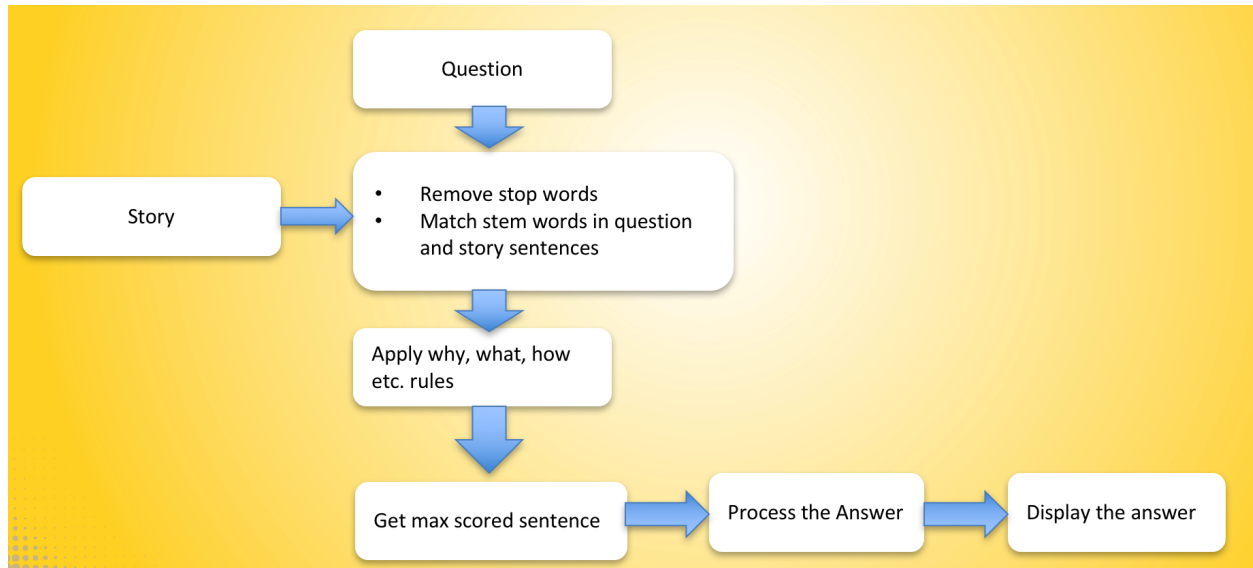 Question
Story
• Remove stop words
• Match stem words in question
and story sentences
Apply why, what, how
etc. rules
Get max scored sentence
Process the Answer
Display the answer